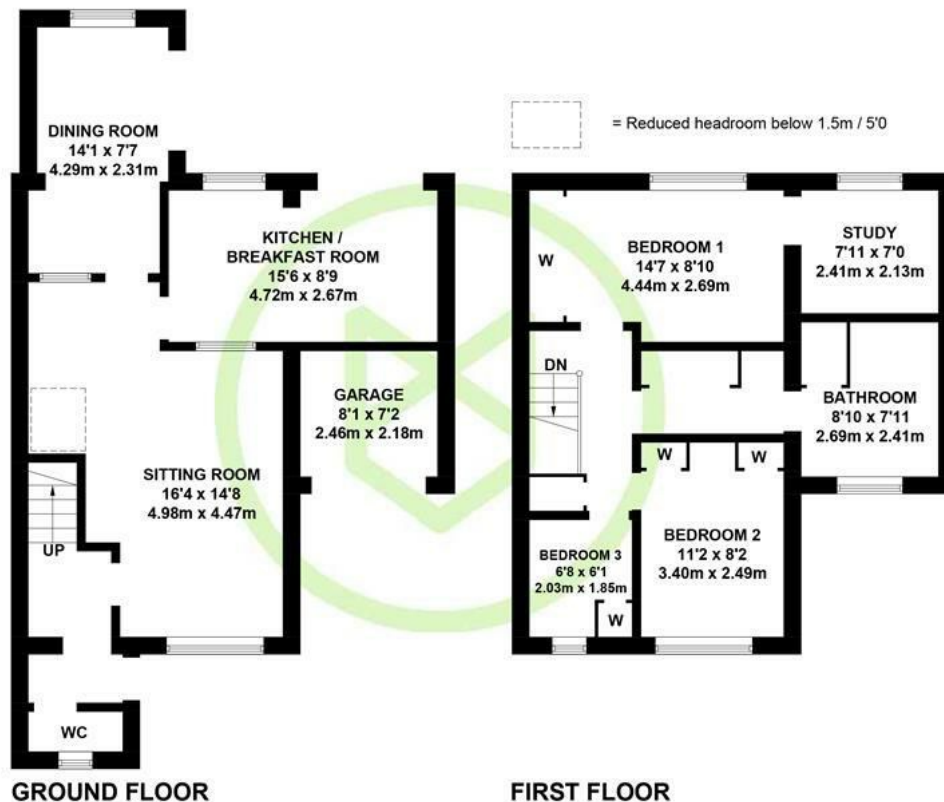 DINING ROOM
14'1 x 7'7
4.29m x 2.31m
KITCHEN /
BREAKFAST ROOM
15'6 x 8'9
4.72m x 2.67m
GARAGE
8'1 x 7'2
2.46m x 2.18m
SITTING ROOM
16'4 x 14'8
4.98m x 4.47m
UP
WC
GROUND FLOOR
= Reduced headroom below 1.5m / 5'0
W
BEDROOM 1
14'7 x 8'10
4.44m x 2.69m
STUDY
7'11 x 7'0
2.41m x 2.13m
DN
BATHROOM
8'10 x 7'11
2.69m x 2.41m
W
W
BEDROOM 2
11'2 x 8'2
3.40m x 2.49m
BEDROOM 3
6'8 x 6'1
2.03m x 1.85m
W
FIRST FLOOR